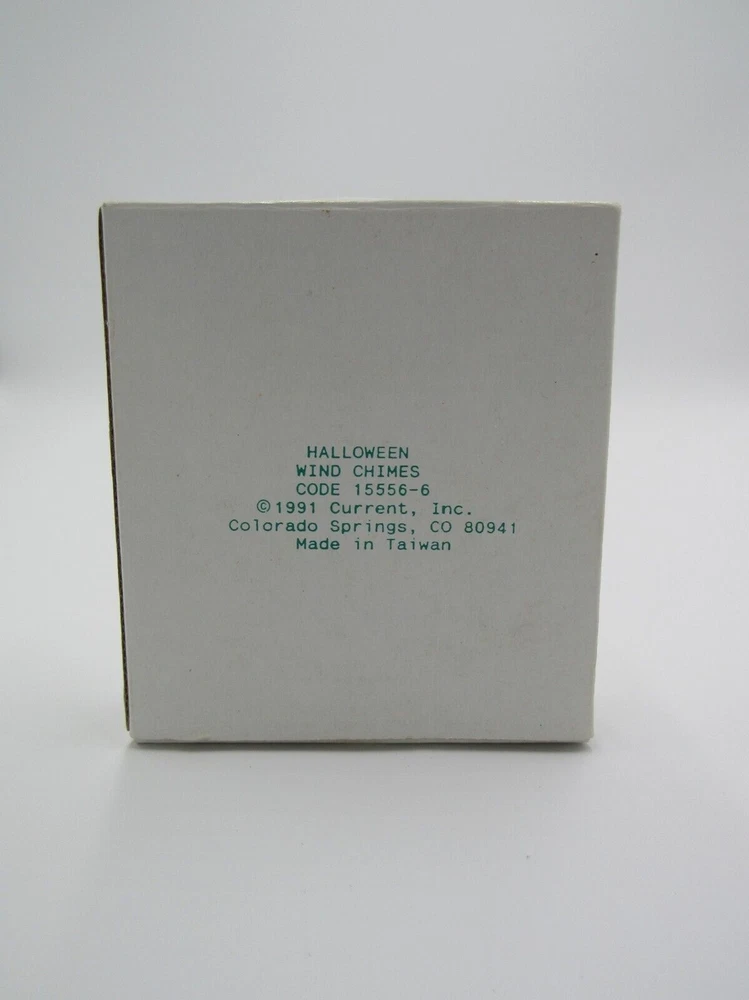 HALLOWEEN
WIND CHIMES
CODE 15556-6
©1991 Current, Inc.
Colorado Springs, CO 80941
Made in Taiwan